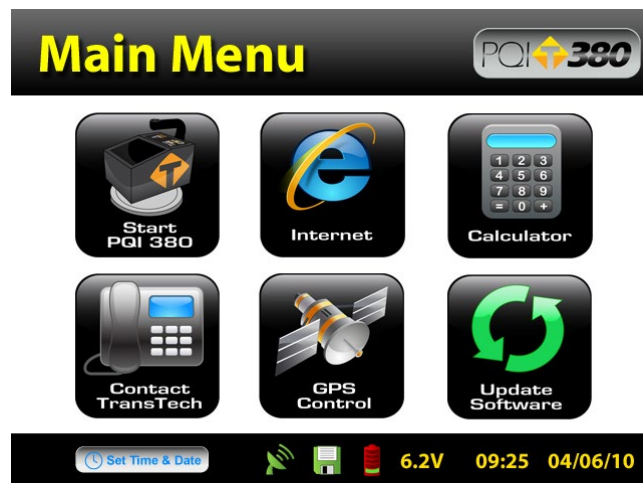 Main Menu
PQI T 380
T
Start
PQI 380
Internet
1 2 3
4 5 6
7 8 9
= 0 +
Calculator
Contact
TransTech
GPS
Control
Update
Software
Set Time & Date
6.2V
09:25
04/06/10